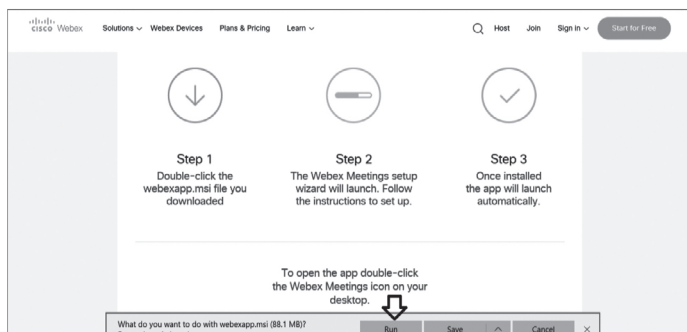 CISCO Webex Solutions Webex Devices Plans & Pricing Learn Host Join Sign in Start for Free
Step 1
Double-click the
webexapp.msi file you
downloaded
Step 2
The Webex Meetings setup
wizard will launch. Follow
the instructions to set up.
Step 3
Once installed
the app will launch
automatically.
To open the app double-click
the Webex Meetings icon on your
desktop.
What do you want to do with webexapp.msi (88.1 MB)?
Run Save Cancel